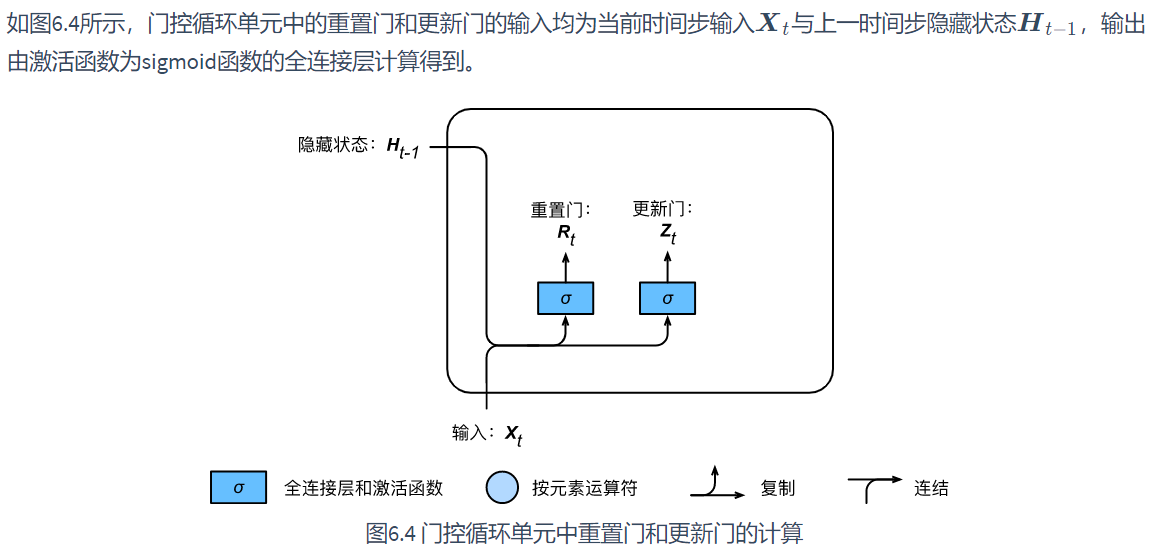 如图6.4所示，门控循环单元中的重置门和更新门的输入均为当前时间步输入Xt与上一时间步隐藏状态Ht−1，输出
由激活函数为sigmoid函数的全连接层计算得到。
隐藏状态：Ht-1
重置门： 更新门：
Rt Zt
σ σ
输入：Xt
σ 全连接层和激活函数 按元素运算符 复制 连结
图6.4 门控循环单元中重置门和更新门的计算